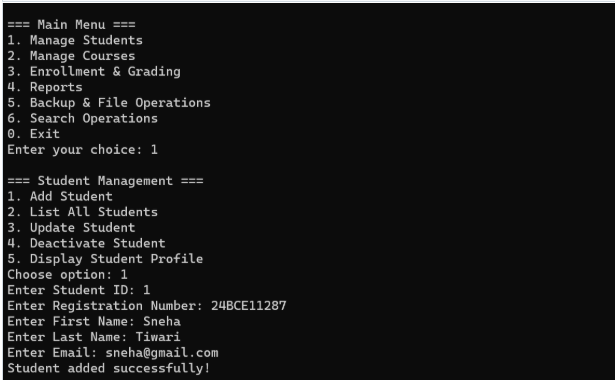 === Main Menu ===
1. Manage Students
2. Manage Courses
3. Enrollment & Grading
4. Reports
5. Backup & File Operations
6. Search Operations
0. Exit
Enter your choice: 1

=== Student Management ===
1. Add Student
2. List All Students
3. Update Student
4. Deactivate Student
5. Display Student Profile
Choose option: 1
Enter Student ID: 1
Enter Registration Number: 24BCE11287
Enter First Name: Sneha
Enter Last Name: Tiwari
Enter Email: sneha@gmail.com
Student added successfully!